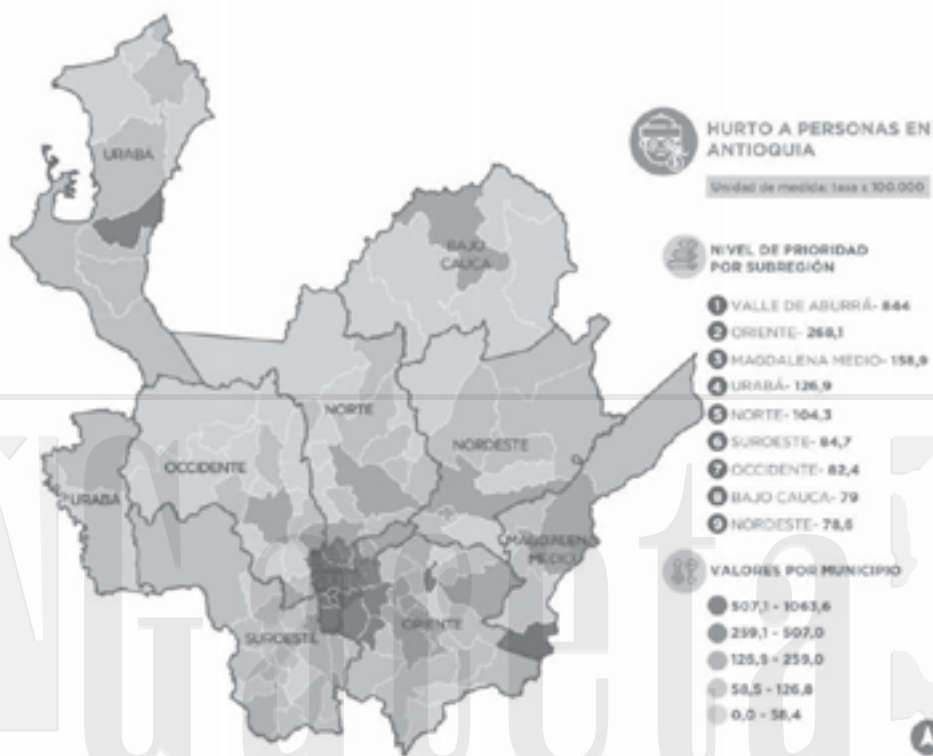 HURTO A PERSONAS EN
ANTIOQUIA
Unidad de medida: tasa x 100.000
NIVEL DE PRIORIDAD
POR SUBREGIÓN
1 VALLE DE ABURRÁ- 844
2 ORIENTE- 268,1
3 MAGDALENA MEDIO- 158,9
4 URABÁ- 126,9
5 NORTE- 104,3
6 SUROESTE- 84,7
7 OCCIDENTE- 82,4
8 BAJO CAUCA- 79
9 NORDESTE- 78,6
VALORES POR MUNICIPIO
507,1 - 1063,6
259,1 - 507,0
126,9 - 259,0
58,5 - 126,8
0,0 - 58,4
URABÁ
BAJO
CAUCA
NORTE
NORDESTE
OCCIDENTE
URABÁ
MAGDALENA
MEDIO
SUROESTE
ORIENTE
Gaceta